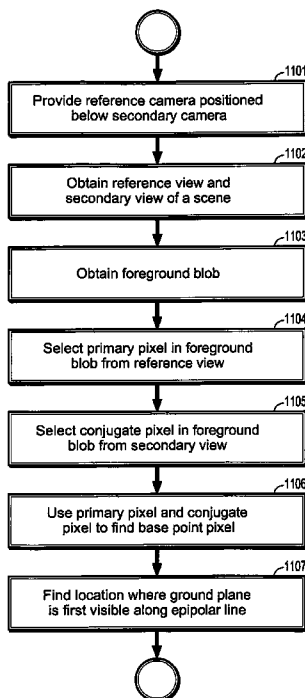 1101
Provide reference camera positioned
below secondary camera
1102
Obtain reference view and
secondary view of a scene
1103
Obtain foreground blob
1104
Select primary pixel in foreground
blob from reference view
1105
Select conjugate pixel in foreground
blob from secondary view
1106
Use primary pixel and conjugate
pixel to find base point pixel
1107
Find location where ground plane
is first visible along epipolar line